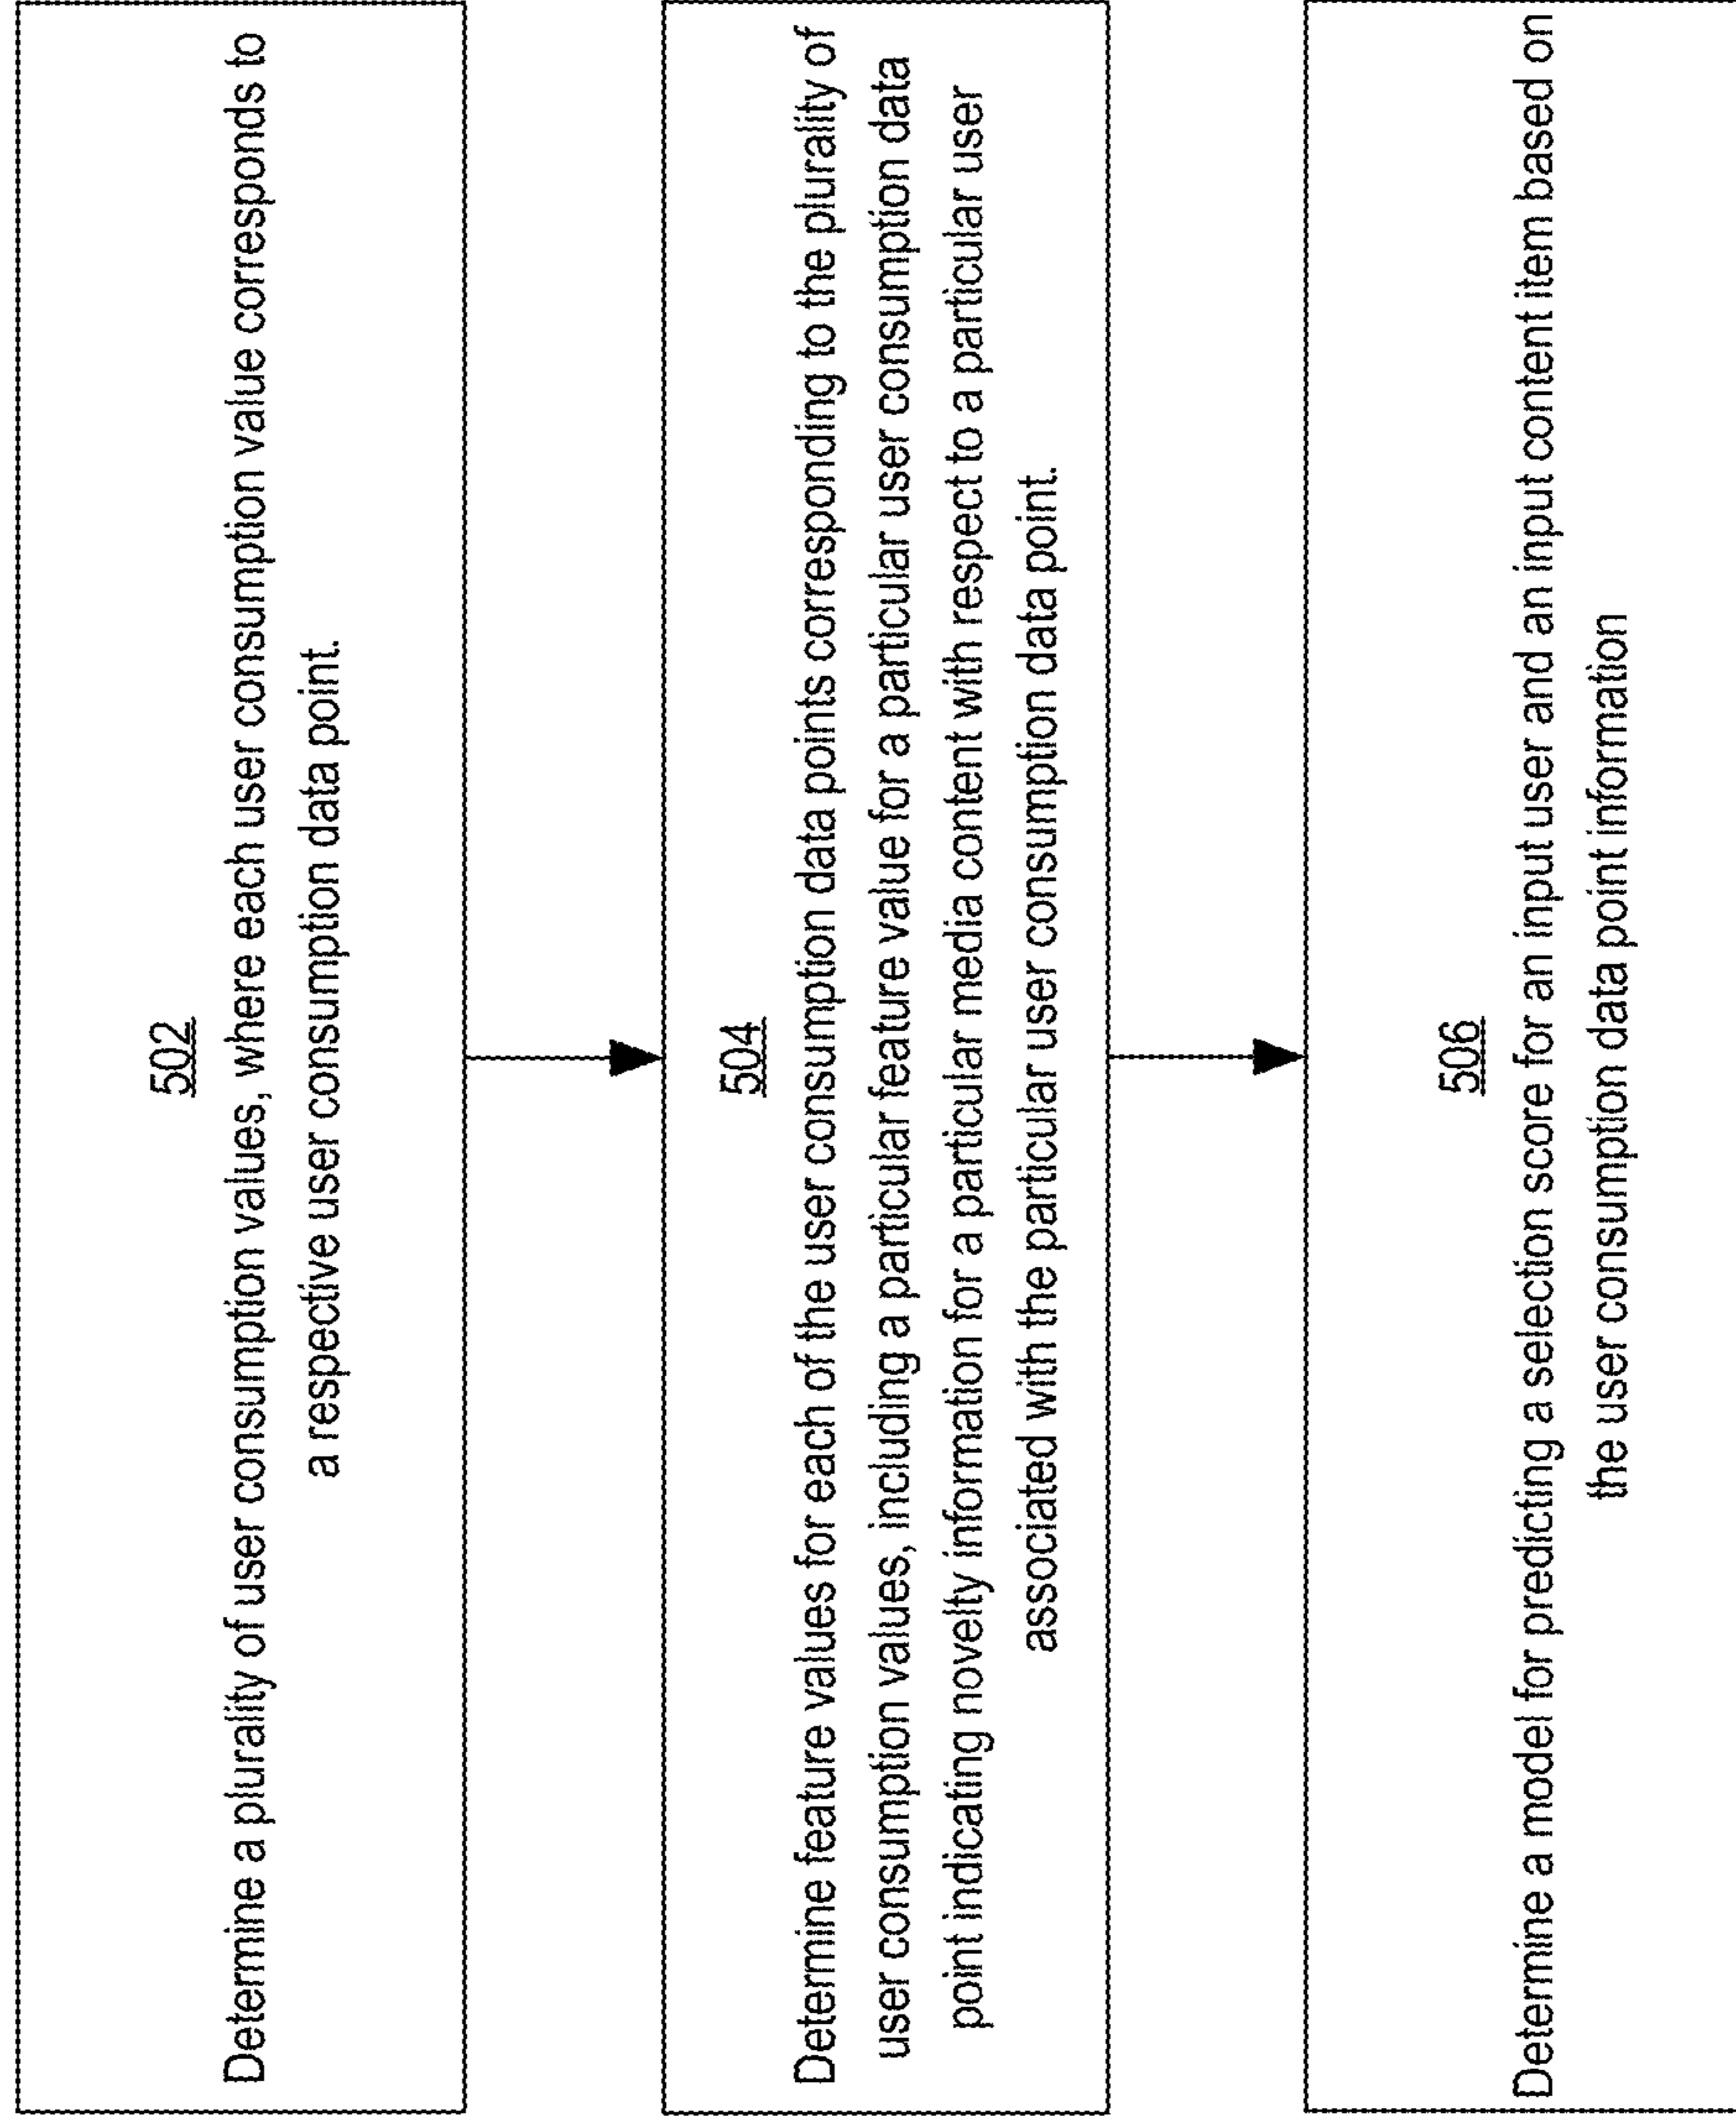 502
Determine a plurality of user consumption values, where each user consumption value corresponds to
a respective user consumption data point.
504
Determine feature values for each of the user consumption data points corresponding to the plurality of
user consumption values, including a particular feature value for a particular user consumption data
point indicating novelty information for a particular media content with respect to a particular user
associated with the particular user consumption data point.
506
Determine a model for predicting a selection score for an input user and an input content item based on
the user consumption data point information